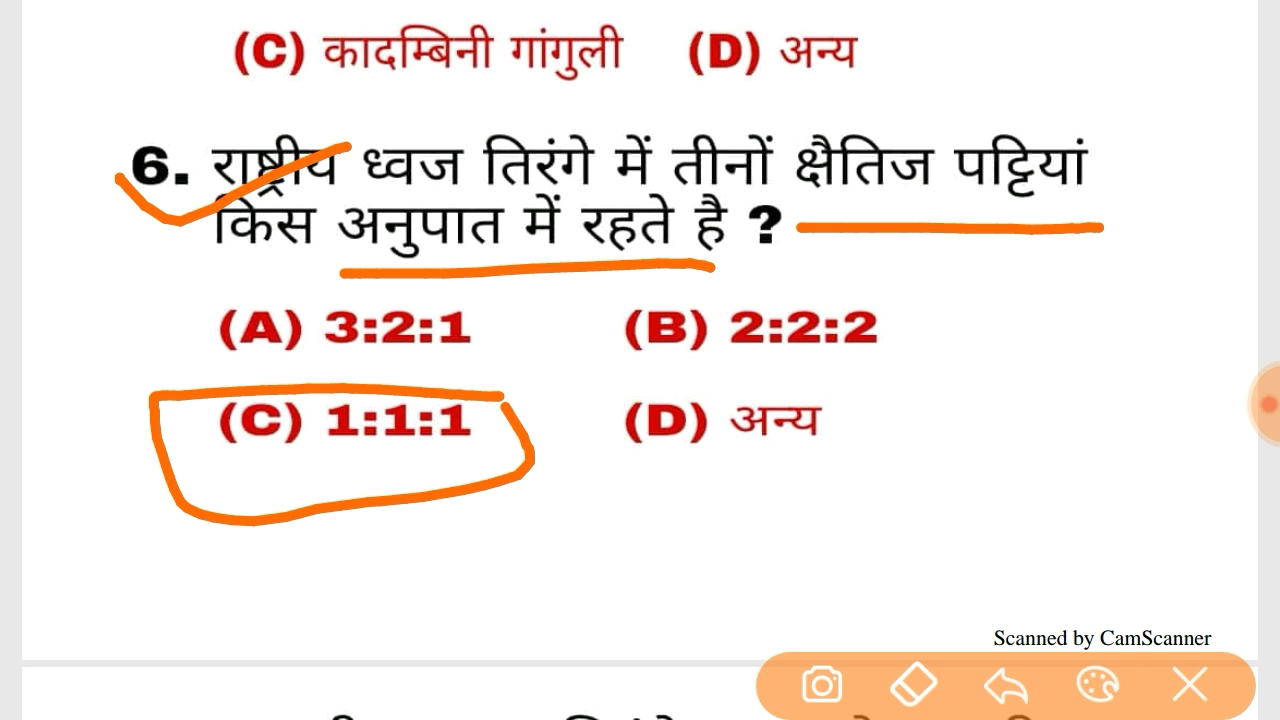 (C) कादम्बिनी गांगुली (D) अन्य
6. राष्ट्रीय ध्वज तिरंगे में तीनों क्षैतिज पट्टियां
किस अनुपात में रहते है ?
(A) 3:2:1 (B) 2:2:2
(C) 1:1:1 (D) अन्य
Scanned by CamScanner